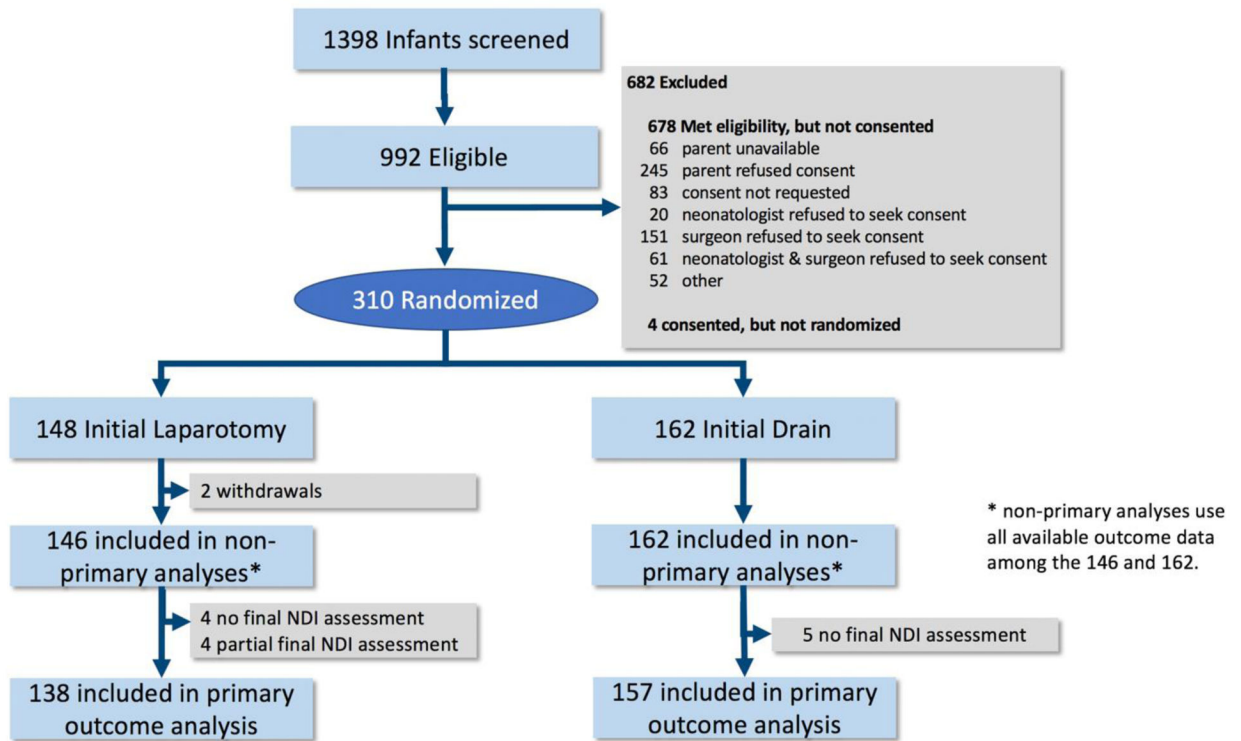 1398 Infants screened
992 Eligible
682 Excluded
678 Met eligibility, but not consented
66 parent unavailable
245 parent refused consent
83 consent not requested
20 neonatologist refused to seek consent
151 surgeon refused to seek consent
61 neonatologist & surgeon refused to seek consent
52 other
4 consented, but not randomized
310 Randomized
148 Initial Laparotomy
2 withdrawals
146 included in non-
primary analyses*
4 no final NDI assessment
4 partial final NDI assessment
138 included in primary
outcome analysis
162 Initial Drain
162 included in non-
primary analyses*
5 no final NDI assessment
157 included in primary
outcome analysis
* non-primary analyses use
all available outcome data
among the 146 and 162.